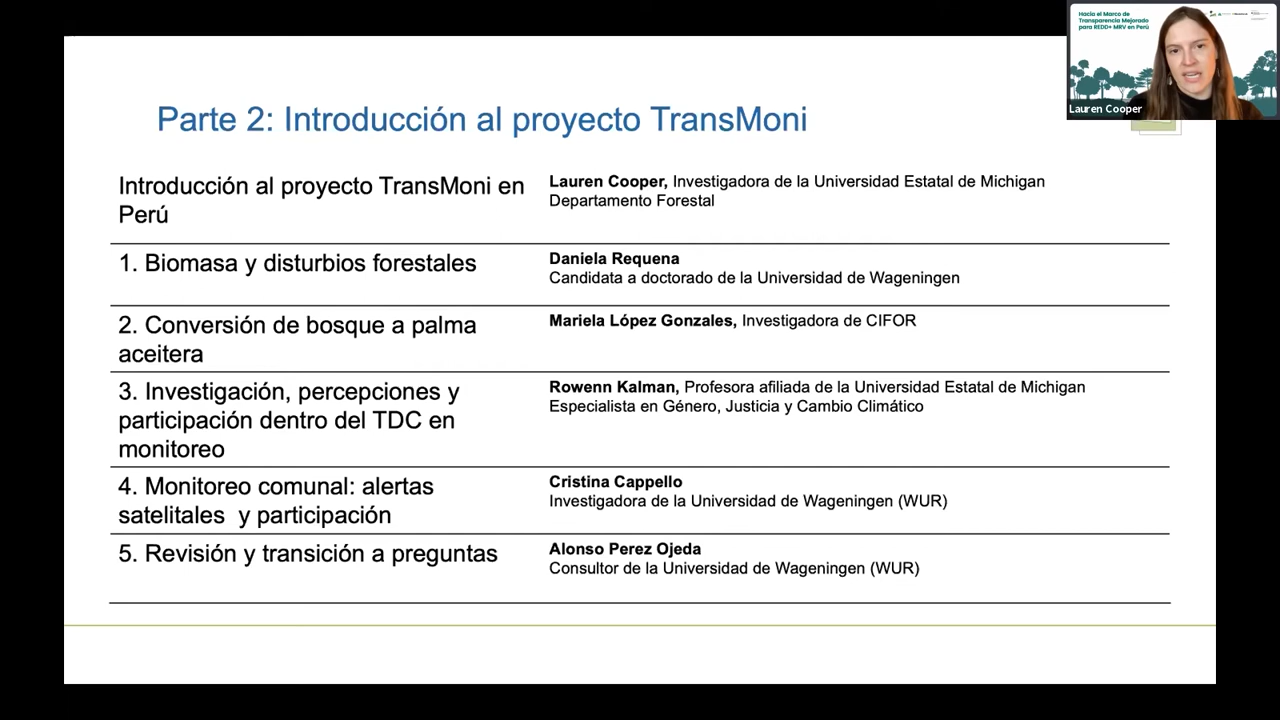 Hacia el Marco de
Transparencia Mejorado
para REDD+ MRV en Perú
Lauren Cooper
Parte 2: Introducción al proyecto TransMoni
Introducción al proyecto TransMoni en
Perú
Lauren Cooper, Investigadora de la Universidad Estatal de Michigan
Departamento Forestal
1. Biomasa y disturbios forestales
Daniela Requena
Candidata a doctorado de la Universidad de Wageningen
2. Conversión de bosque a palma
aceitera
Mariela López Gonzales, Investigadora de CIFOR
3. Investigación, percepciones y
participación dentro del TDC en
monitoreo
Rowenn Kalman, Profesora afiliada de la Universidad Estatal de Michigan
Especialista en Género, Justicia y Cambio Climático
4. Monitoreo comunal: alertas
satelitales y participación
Cristina Cappello
Investigadora de la Universidad de Wageningen (WUR)
5. Revisión y transición a preguntas
Alonso Perez Ojeda
Consultor de la Universidad de Wageningen (WUR)